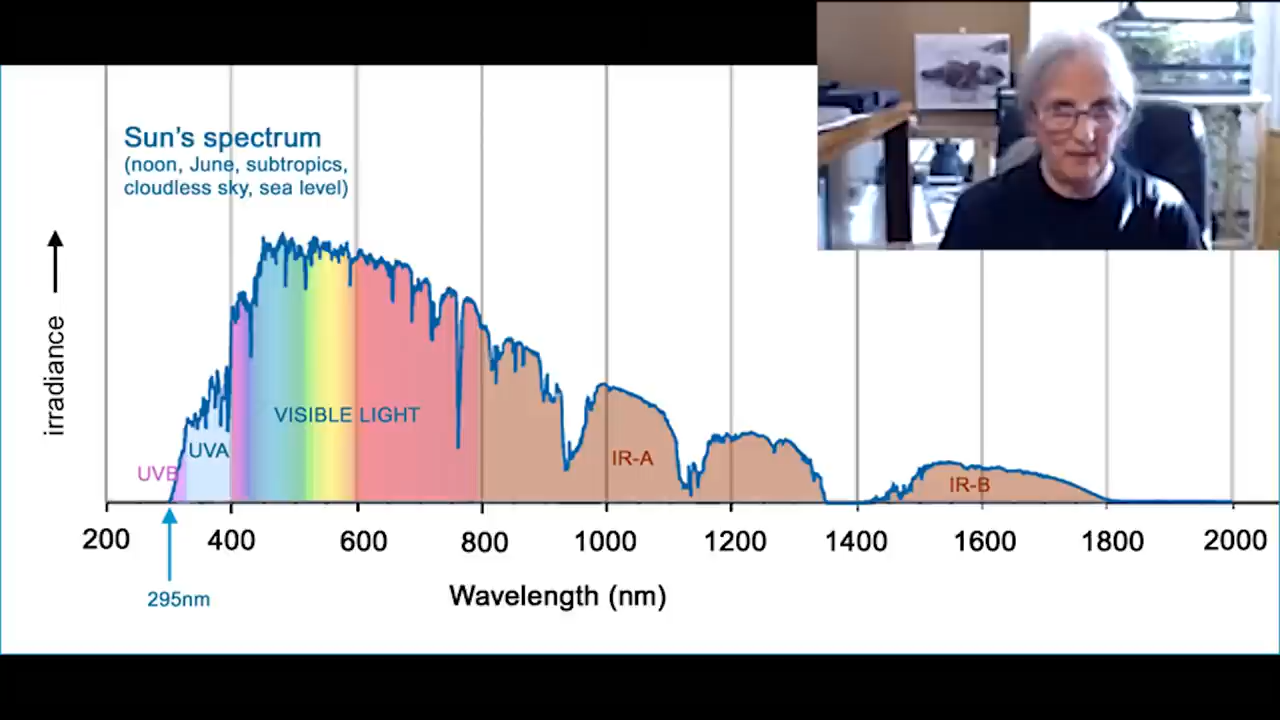 Sun's spectrum
(noon, June, subtropics,
cloudless sky, sea level)
irradiance
VISIBLE LIGHT
UVA
UVB
IR-A
IR-B
200 400 600 800 1000 1200 1400 1600 1800 2000
295nm
Wavelength (nm)